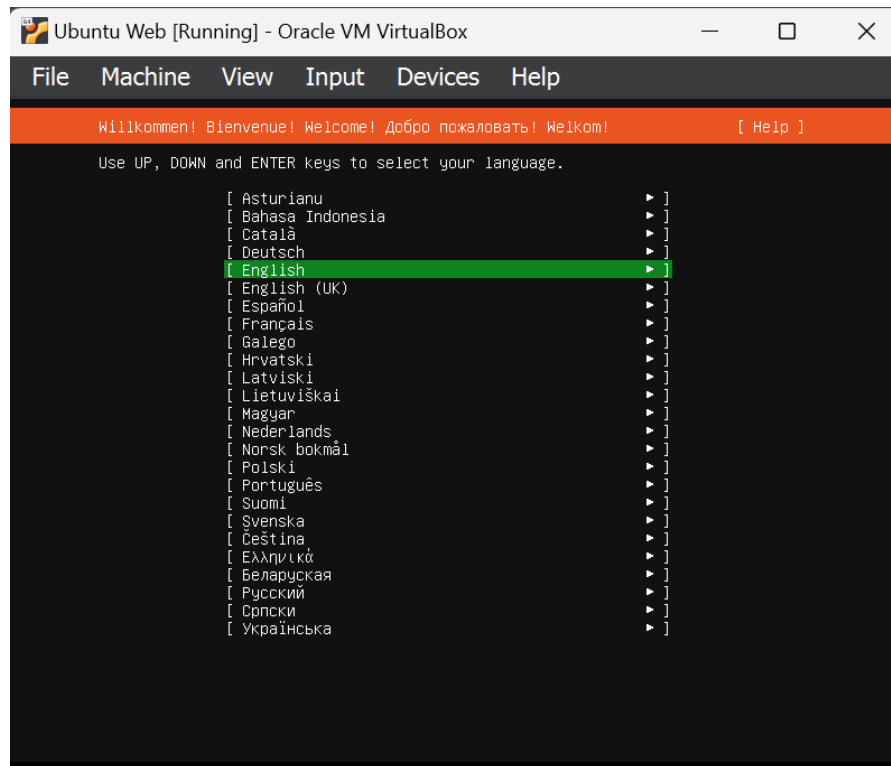 Ubuntu Web [Running] - Oracle VM VirtualBox
File Machine View Input Devices Help
Willkommen! Bienvenue! Welcome! Добро пожаловать! Welkom! [ Help ]
Use UP, DOWN and ENTER keys to select your language.
[ Asturianu ► ]
[ Bahasa Indonesia ► ]
[ Català ► ]
[ Deutsch ► ]
[ English ► ]
[ English (UK) ► ]
[ Español ► ]
[ Français ► ]
[ Galego ► ]
[ Hrvatski ► ]
[ Latviski ► ]
[ Lietuviškai ► ]
[ Magyar ► ]
[ Nederlands ► ]
[ Norsk bokmål ► ]
[ Polski ► ]
[ Português ► ]
[ Suomi ► ]
[ Svenska ► ]
[ Čeština ► ]
[ Ελληνικά ► ]
[ Беларуская ► ]
[ Русский ► ]
[ Српски ► ]
[ Українська ► ]